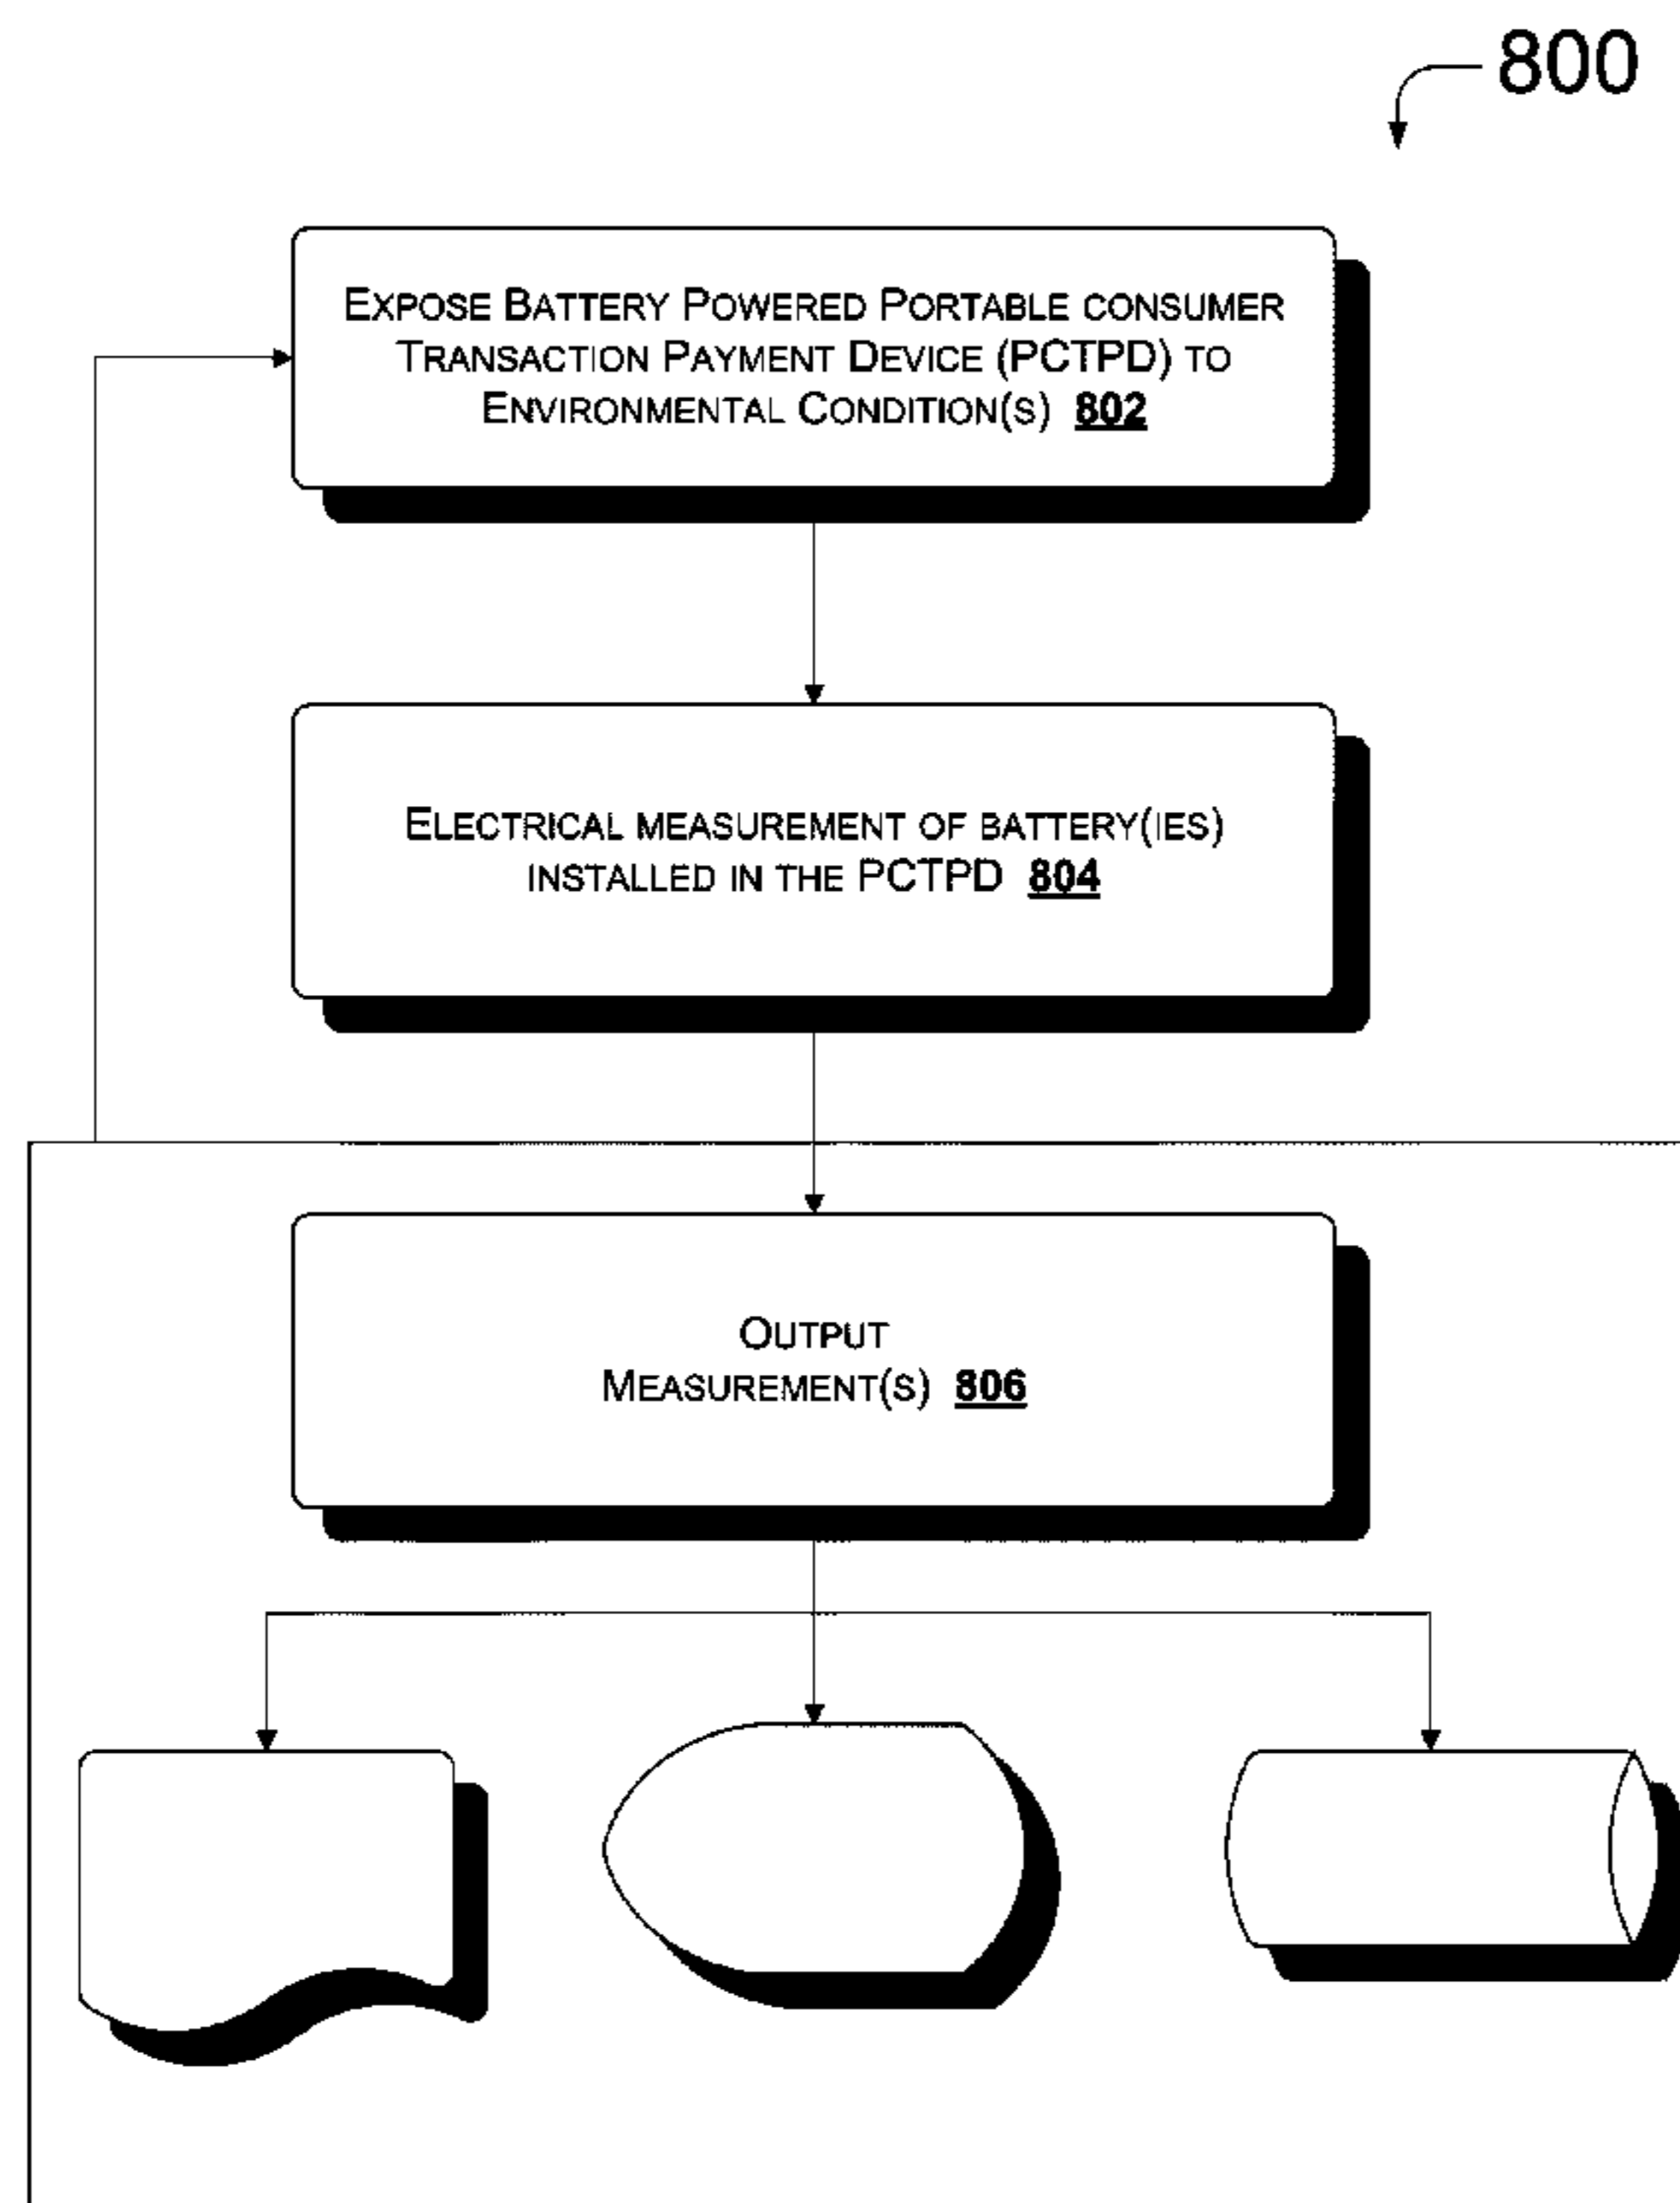 800
EXPOSE BATTERY POWERED PORTABLE CONSUMER
TRANSACTION PAYMENT DEVICE (PCTPD) TO
ENVIRONMENTAL CONDITION(S) 802
ELECTRICAL MEASUREMENT OF BATTERY(IES)
INSTALLED IN THE PCTPD 804
OUTPUT
MEASUREMENT(S) 806